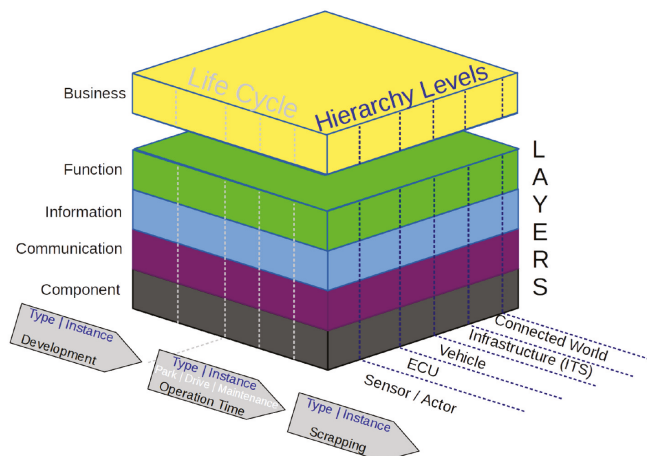 Life Cycle
Hierarchy Levels
Business
Function
Information
Communication
Component
L
A
Y
E
R
S
Type | Instance
Development
Type | Instance
Park | Drive | Maintenance
Operation Time
Type | Instance
Scrapping
Connected World
Infrastructure (ITS)
Vehicle
ECU
Sensor / Actor